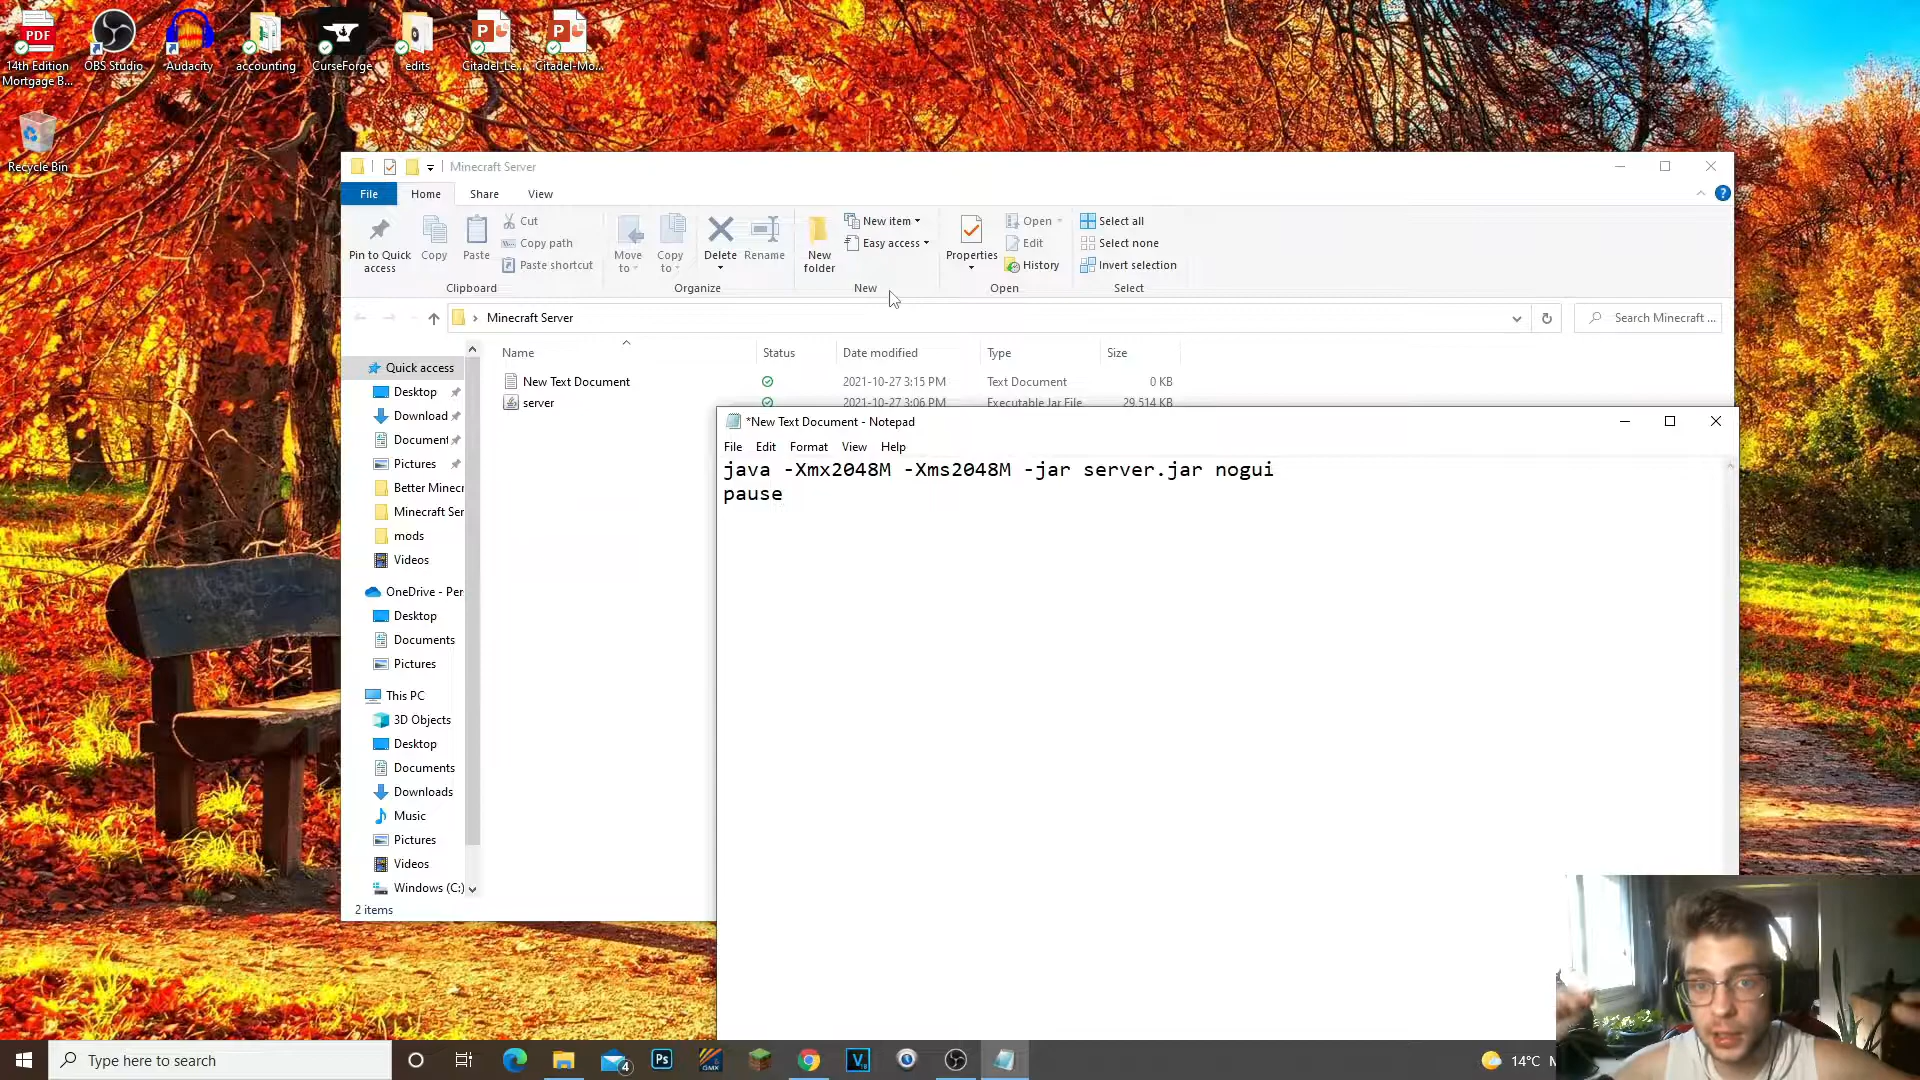 14th Edition
Mortgage B...
OBS Studio
Audacity
accounting
CurseForge
edits
Citadel_Le...
Citadel-Mo...
Recycle Bin
Minecraft Server
File
Home
Share
View
Pin to Quick
access
Copy
Paste
Cut
Copy path
Paste shortcut
Move
to
Copy
to
Delete
Rename
New
folder
New item
Easy access
Properties
Open
Edit
History
Select all
Select none
Invert selection
Clipboard
Organize
New
Open
Select
Minecraft Server
Search Minecraft ...
Name
Status
Date modified
Type
Size
New Text Document
2021-10-27 3:15 PM
Text Document
0 KB
server
2021-10-27 3:06 PM
Executable Jar File
29,514 KB
Quick access
Desktop
Download
Document
Pictures
Better Minecr
Minecraft Ser
mods
Videos
OneDrive - Per
Desktop
Documents
Pictures
This PC
3D Objects
Desktop
Documents
Downloads
Music
Pictures
Videos
Windows (C:)
2 items
*New Text Document - Notepad
File
Edit
Format
View
Help
java -Xmx2048M -Xms2048M -jar server.jar nogui
pause
Type here to search
4
Ps
GMX
V
14°C